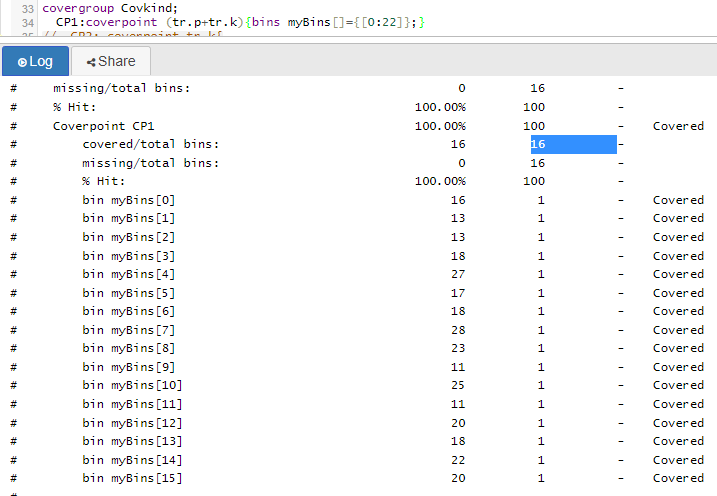 33 covergroup Covkind;
34 CP1:coverpoint (tr.p+tr.k){bins myBins[]={[0:22]};}
Log Share
# missing/total bins: 0 16 -
# % Hit: 100.00% 100
# Coverpoint CP1 100.00% 100 - Covered
# covered/total bins: 16 16 -
# missing/total bins: 0 16 -
# % Hit: 100.00% 100 -
# bin myBins[0] 16 1 - Covered
# bin myBins[1] 13 1 - Covered
# bin myBins[2] 13 1 - Covered
# bin myBins[3] 18 1 - Covered
# bin myBins[4] 27 1 - Covered
# bin myBins[5] 17 1 - Covered
# bin myBins[6] 18 1 - Covered
# bin myBins[7] 28 1 - Covered
# bin myBins[8] 23 1 - Covered
# bin myBins[9] 11 1 - Covered
# bin myBins[10] 25 1 - Covered
# bin myBins[11] 11 1 - Covered
# bin myBins[12] 20 1 - Covered
# bin myBins[13] 18 1 - Covered
# bin myBins[14] 22 1 - Covered
# bin myBins[15] 20 1 - Covered